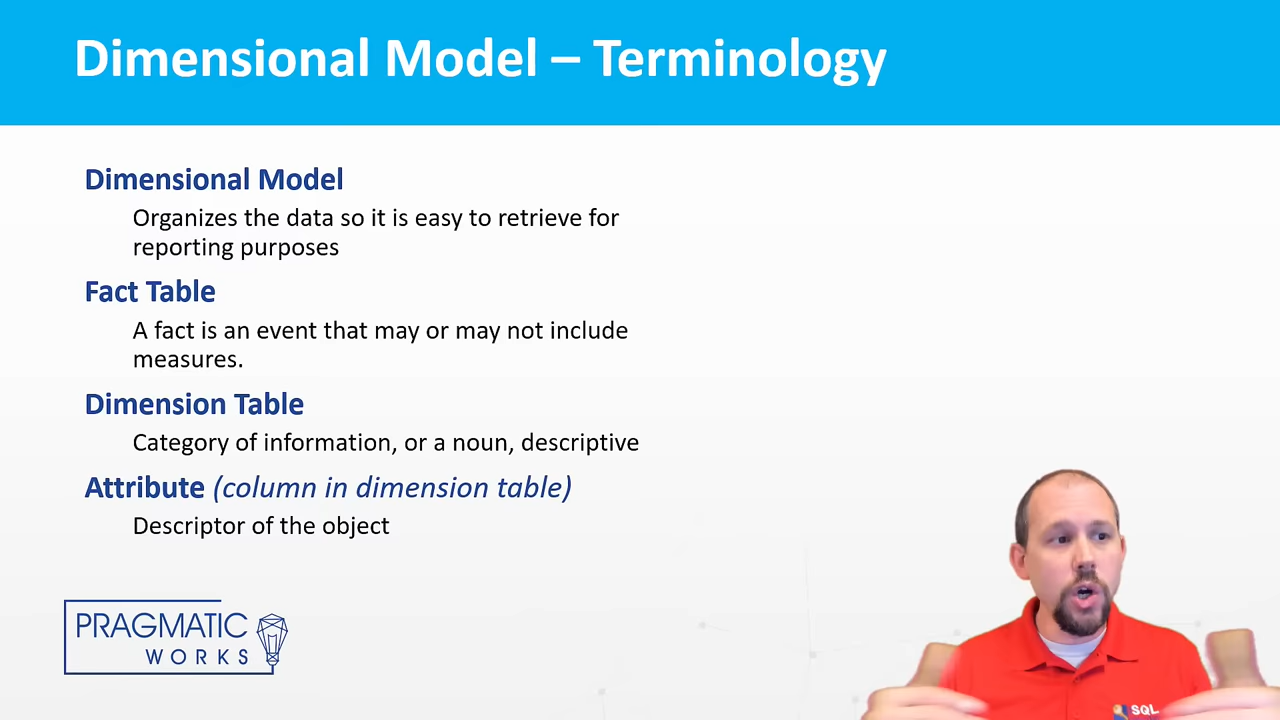 Dimensional Model – Terminology
Dimensional Model
Organizes the data so it is easy to retrieve for
reporting purposes
Fact Table
A fact is an event that may or may not include
measures.
Dimension Table
Category of information, or a noun, descriptive
Attribute (column in dimension table)
Descriptor of the object
PRAGMATIC
WORKS
SQL